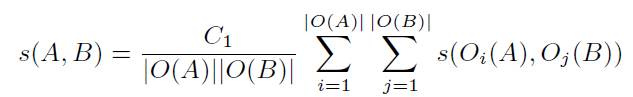 s(A, B) = \frac{C_1}{|O(A)||O(B)|} \sum_{i=1}^{|O(A)|} \sum_{j=1}^{|O(B)|} s(O_i(A), O_j(B))